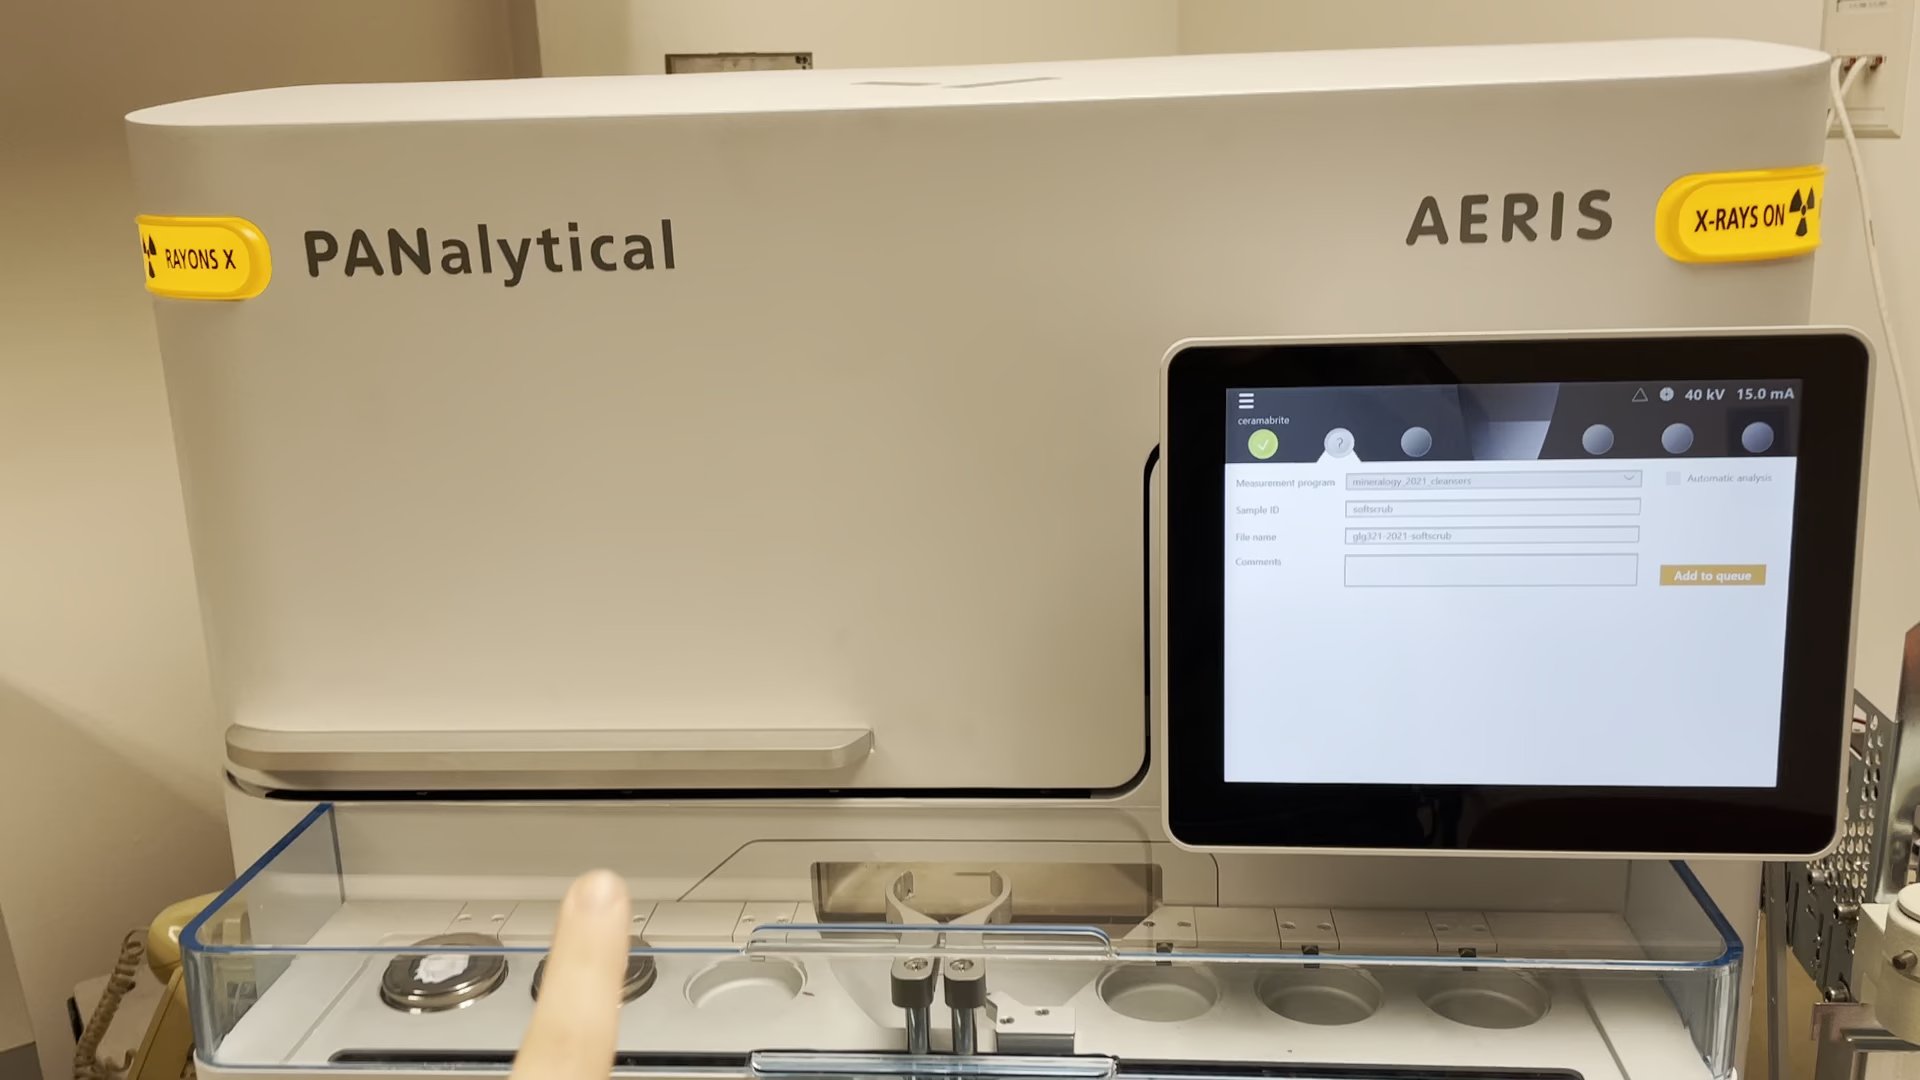 RAYONS X
PANalytical
AERIS
X-RAYS ON
40 kV 15.0 mA
ceramabrite
?
Measurement program mineralogy_2021_cleansers Automatic analysis
Sample ID softscrub
File name glg321-2021-softscrub
Comments
Add to queue